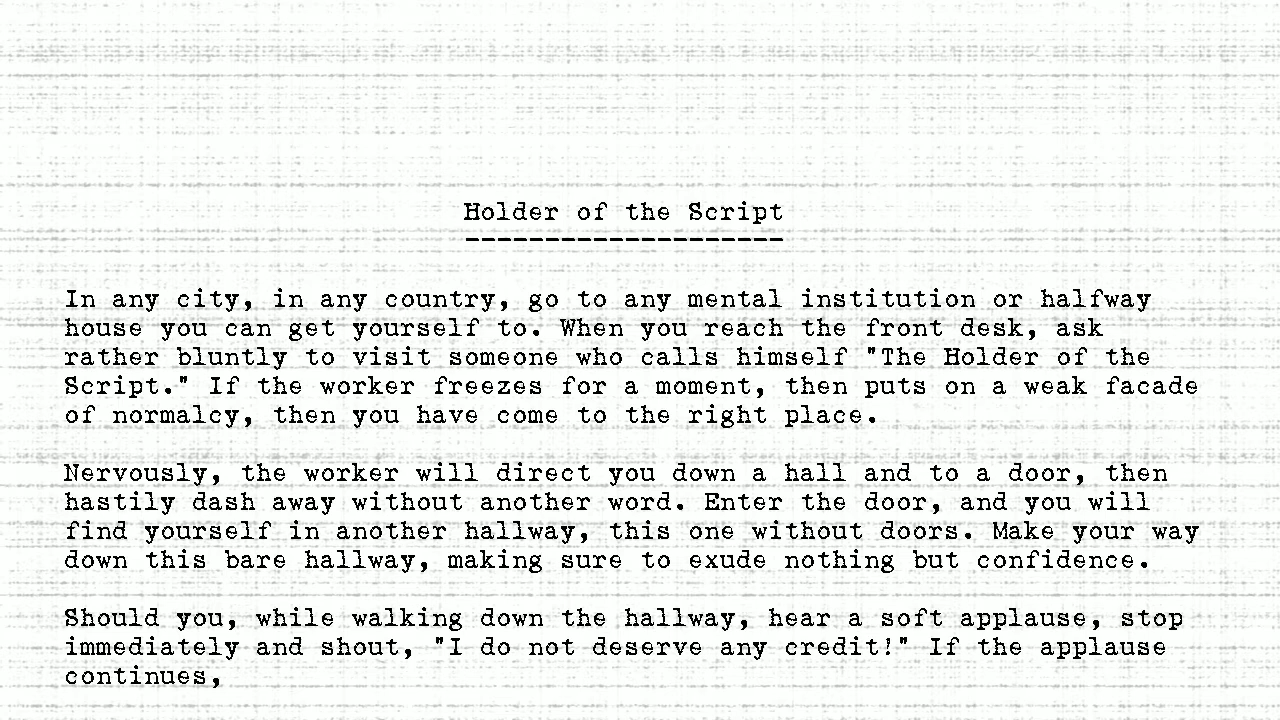 Holder of the Script
--------------------
In any city, in any country, go to any mental institution or halfway
house you can get yourself to. When you reach the front desk, ask
rather bluntly to visit someone who calls himself "The Holder of the
Script." If the worker freezes for a moment, then puts on a weak facade
of normalcy, then you have come to the right place.
Nervously, the worker will direct you down a hall and to a door, then
hastily dash away without another word. Enter the door, and you will
find yourself in another hallway, this one without doors. Make your way
down this bare hallway, making sure to exude nothing but confidence.
Should you, while walking down the hallway, hear a soft applause, stop
immediately and shout, "I do not deserve any credit!" If the applause
continues,